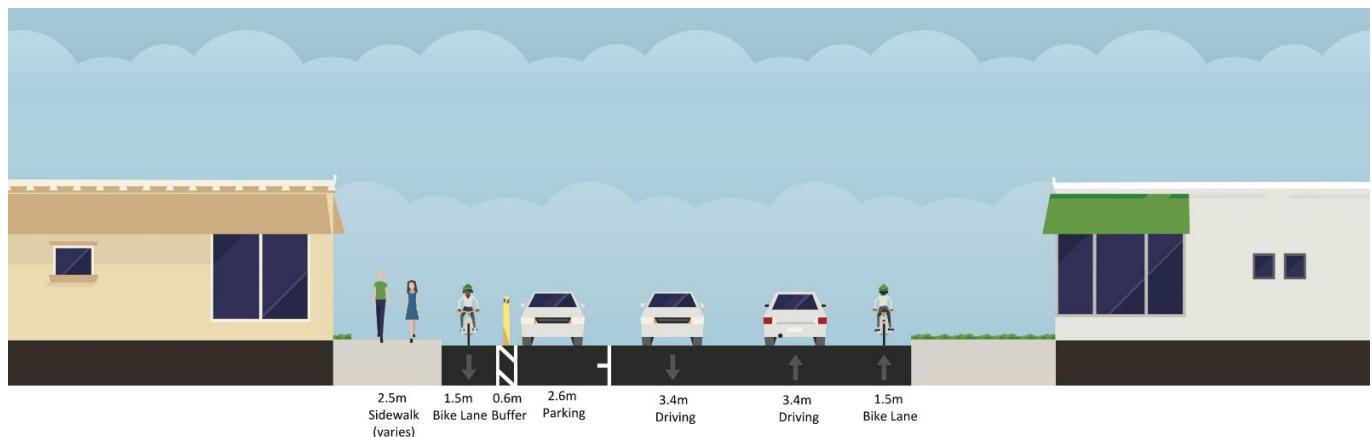 2.5m
Sidewalk
(varies)
1.5m
Bike Lane
0.6m
Buffer
2.6m
Parking
3.4m
Driving
3.4m
Driving
1.5m
Bike Lane